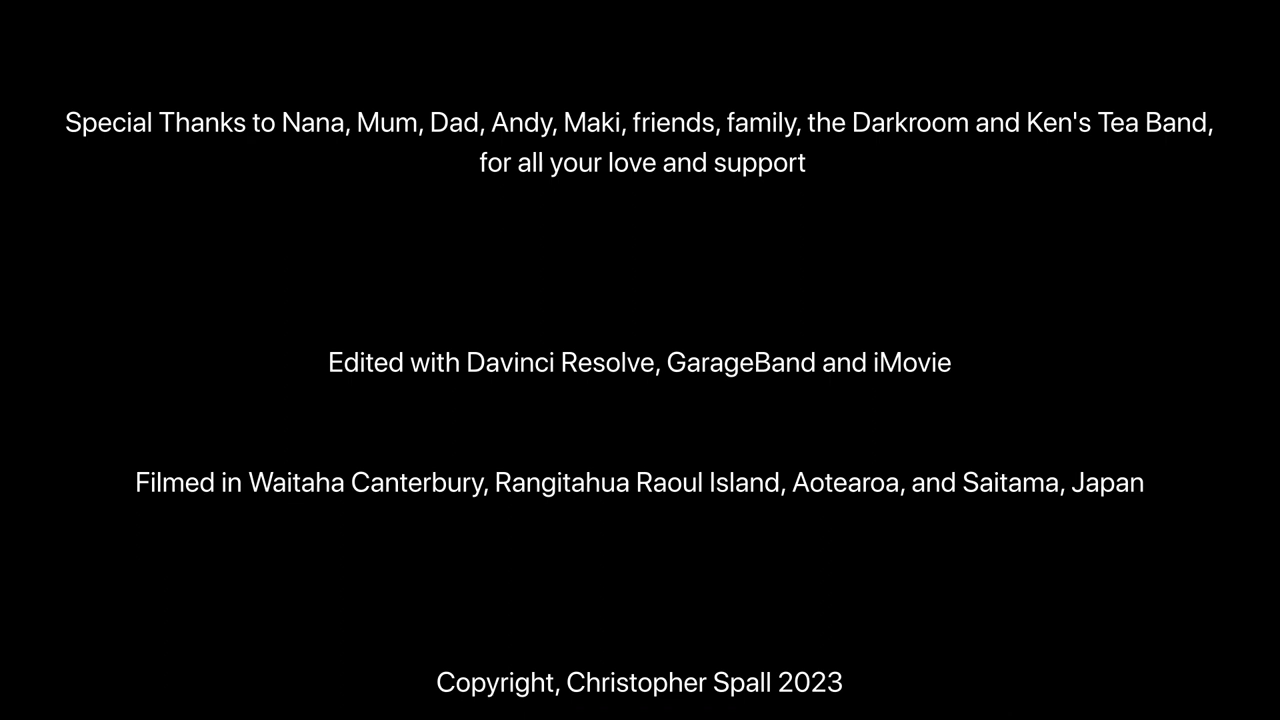 Special Thanks to Nana, Mum, Dad, Andy, Maki, friends, family, the Darkroom and Ken's Tea Band,
for all your love and support
Edited with Davinci Resolve, GarageBand and iMovie
Filmed in Waitaha Canterbury, Rangitahua Raoul Island, Aotearoa, and Saitama, Japan
Copyright, Christopher Spall 2023